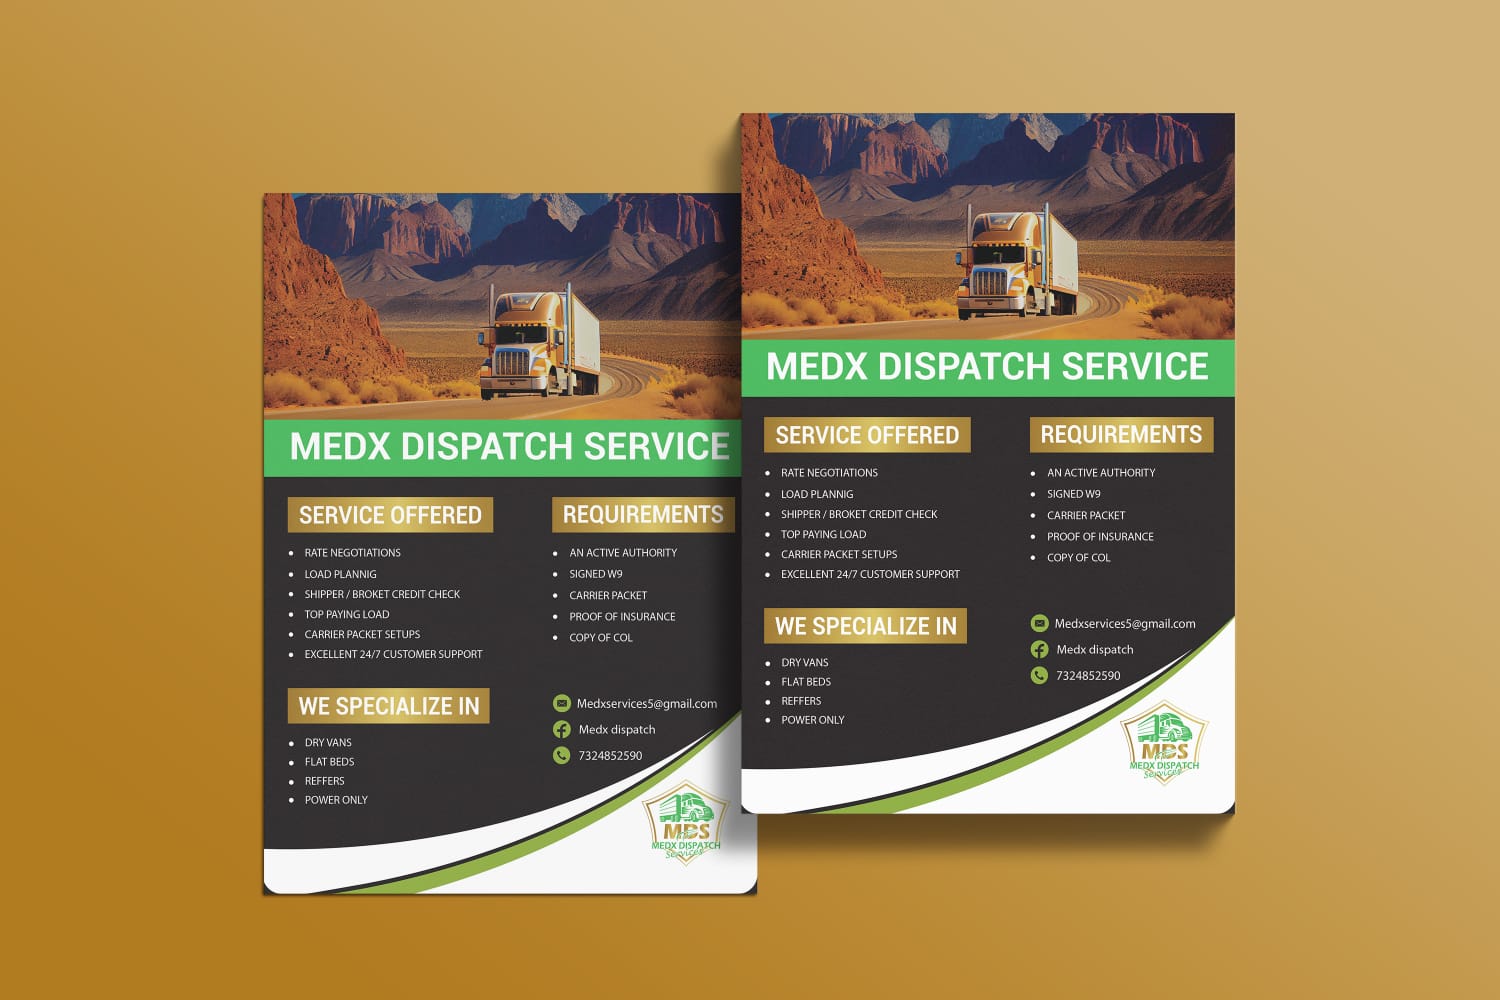 MEDX DISPATCH SERVICE
SERVICE OFFERED
RATE NEGOTIATIONS
LOAD PLANNIG
SHIPPER / BROKET CREDIT CHECK
TOP PAYING LOAD
CARRIER PACKET SETUPS
EXCELLENT 24/7 CUSTOMER SUPPORT
WE SPECIALIZE IN
DRY VANS
FLAT BEDS
REFFERS
POWER ONLY
REQUIREMENTS
AN ACTIVE AUTHORITY
SIGNED W9
CARRIER PACKET
PROOF OF INSURANCE
COPY OF COL
Medxservices5@gmail.com
Medx dispatch
7324852590
MDS
MEDX DISPATCH
Services
MEDX DISPATCH SERVICE
SERVICE OFFERED
RATE NEGOTIATIONS
LOAD PLANNIG
SHIPPER / BROKET CREDIT CHECK
TOP PAYING LOAD
CARRIER PACKET SETUPS
EXCELLENT 24/7 CUSTOMER SUPPORT
WE SPECIALIZE IN
DRY VANS
FLAT BEDS
REFFERS
POWER ONLY
REQUIREMENTS
AN ACTIVE AUTHORITY
SIGNED W9
CARRIER PACKET
PROOF OF INSURANCE
COPY OF COL
Medxservices5@gmail.com
Medx dispatch
7324852590
MDS
MEDX DISPATCH
Services